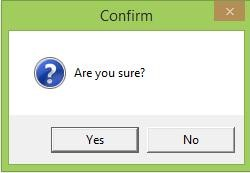 Confirm
Are you sure?
Yes
No